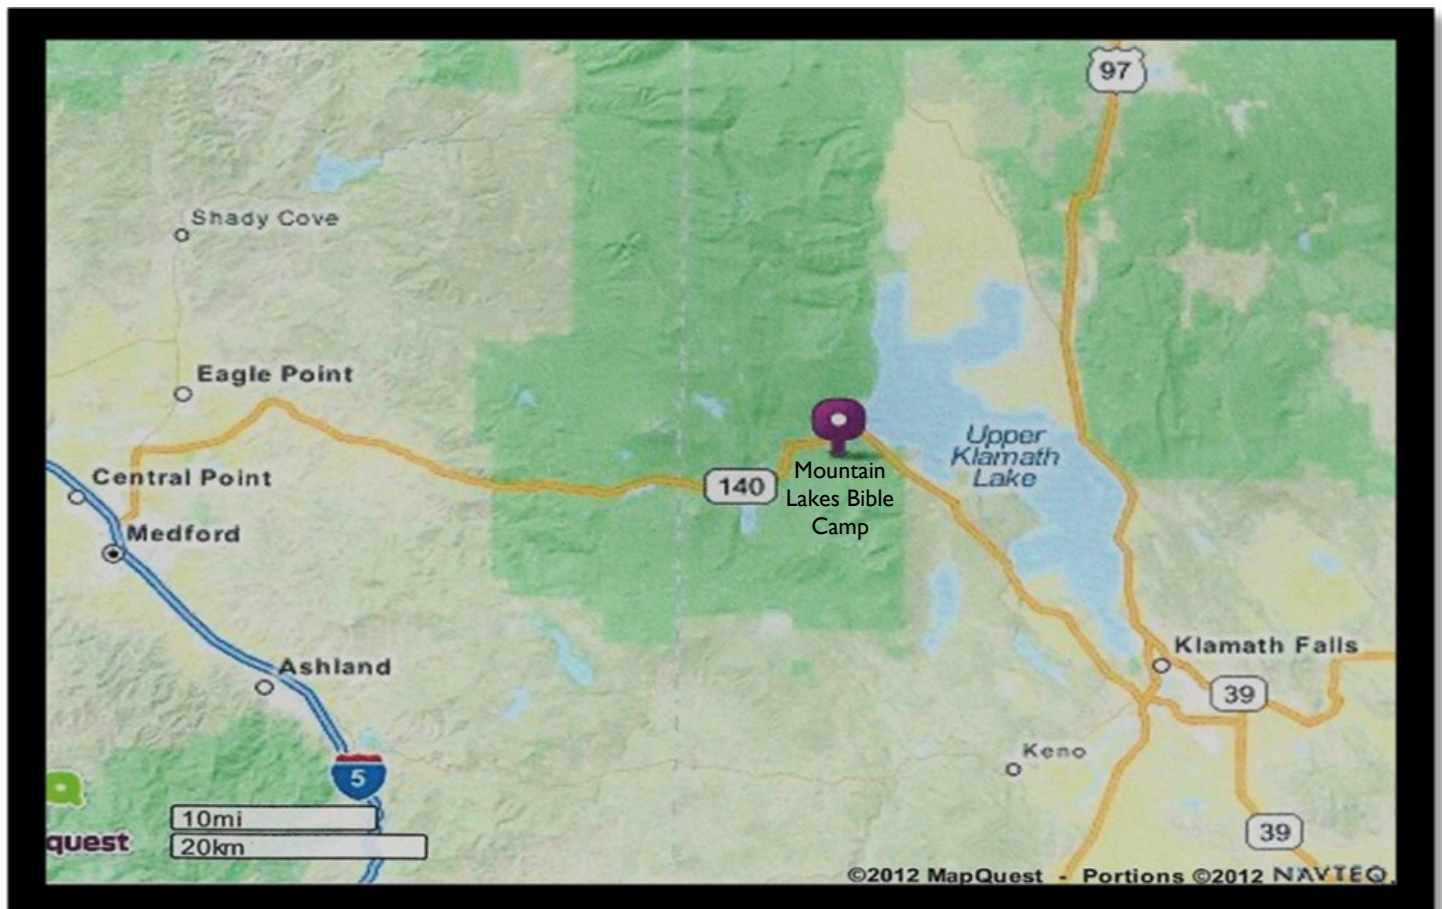 97
Shady Cove
Eagle Point
Upper
Klamath
Lake
Central Point
140
Mountain
Lakes Bible
Camp
Medford
Klamath Falls
Ashland
39
Keno
5
10mi
20km
quest
39
©2012 MapQuest - Portions ©2012 NAVTEQ